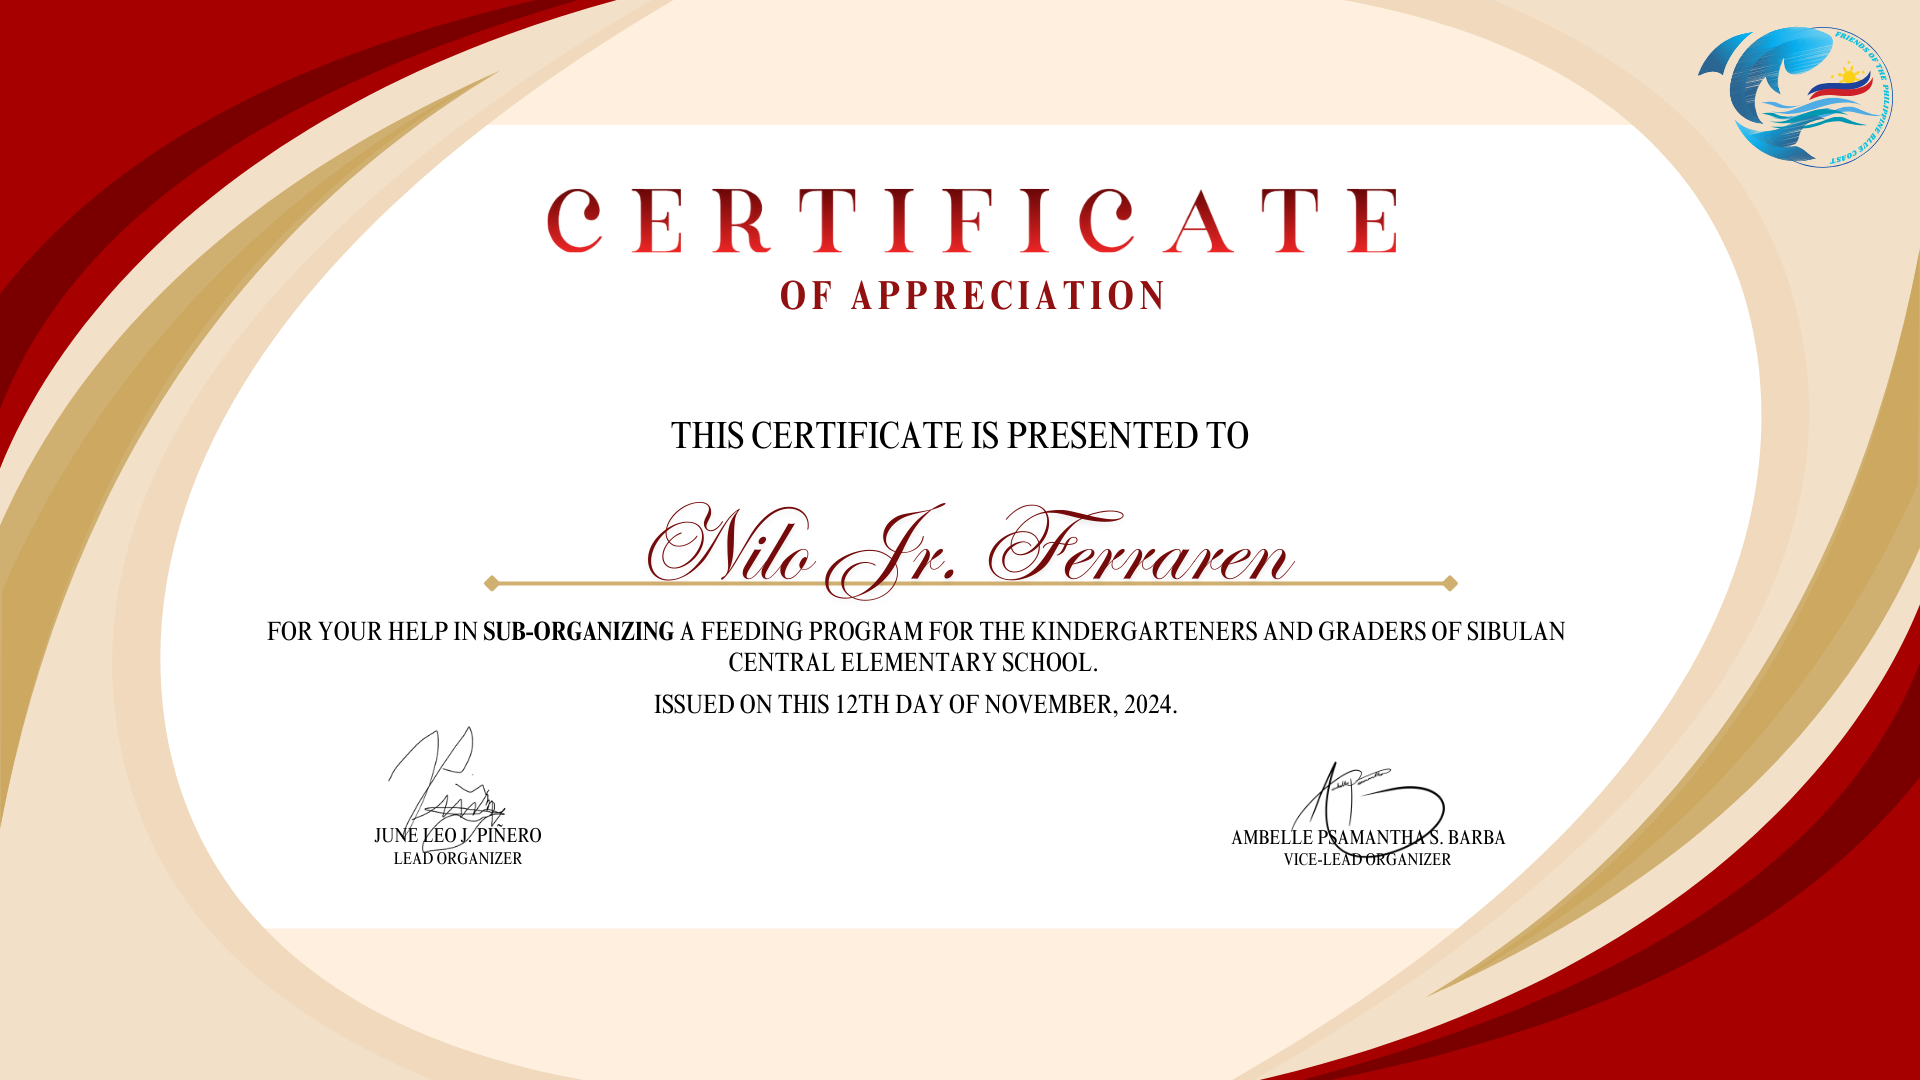 FRIENDS OF THE PHILIPPINE BLUE COAST
CERTIFICATE
OF APPRECIATION
THIS CERTIFICATE IS PRESENTED TO
Nilo Jr. Ferraren
FOR YOUR HELP IN SUB-ORGANIZING A FEEDING PROGRAM FOR THE KINDERGARTENERS AND GRADERS OF SIBULAN
CENTRAL ELEMENTARY SCHOOL.
ISSUED ON THIS 12TH DAY OF NOVEMBER, 2024.
JUNE LEO J. PIÑERO
LEAD ORGANIZER
AMBELLE PSAMANTHA S. BARBA
VICE-LEAD ORGANIZER